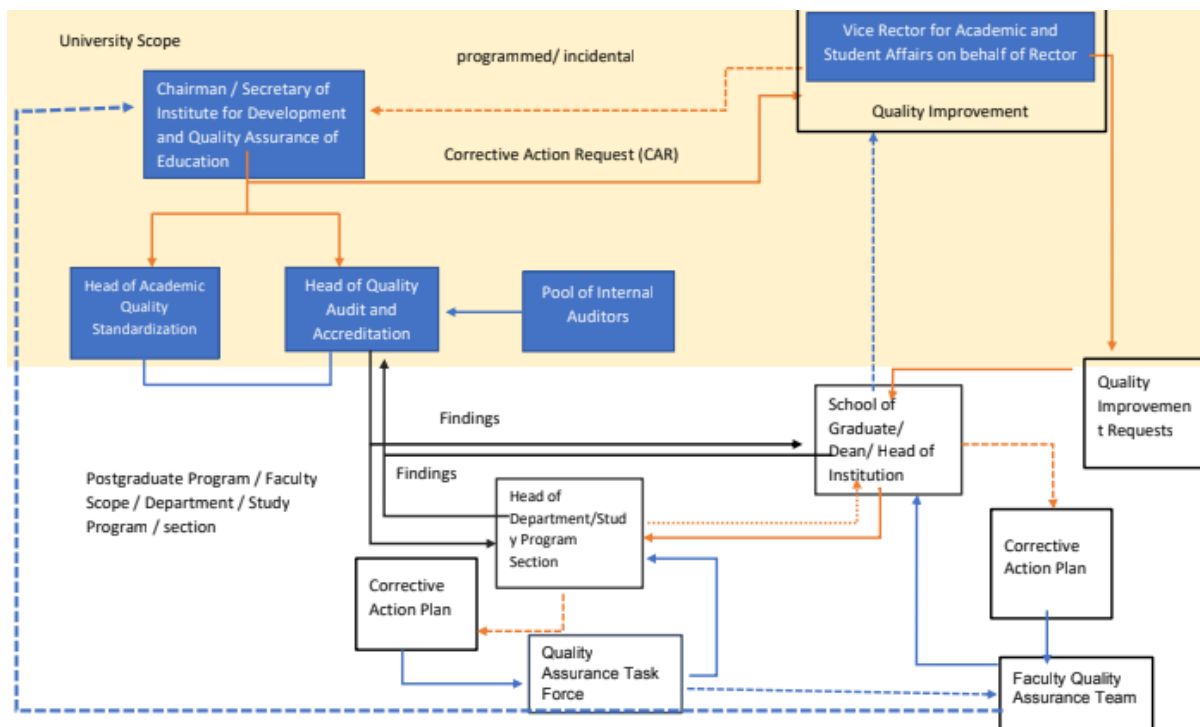 University Scope
programmed/ incidental
Vice Rector for Academic and
Student Affairs on behalf of Rector
Quality Improvement
Chairman / Secretary of
Institute for Development
and Quality Assurance of
Education
Corrective Action Request (CAR)
Head of Academic
Quality
Standardization
Head of Quality
Audit and
Accreditation
Pool of Internal
Auditors
Quality
Improvemen
t Requests
School of
Graduate/
Dean/ Head of
Institution
Findings
Findings
Postgraduate Program / Faculty
Scope / Department / Study
Program / section
Head of
Department/Stud
y Program
Section
Corrective
Action Plan
Corrective
Action Plan
Quality
Assurance Task
Force
Faculty Quality
Assurance Team